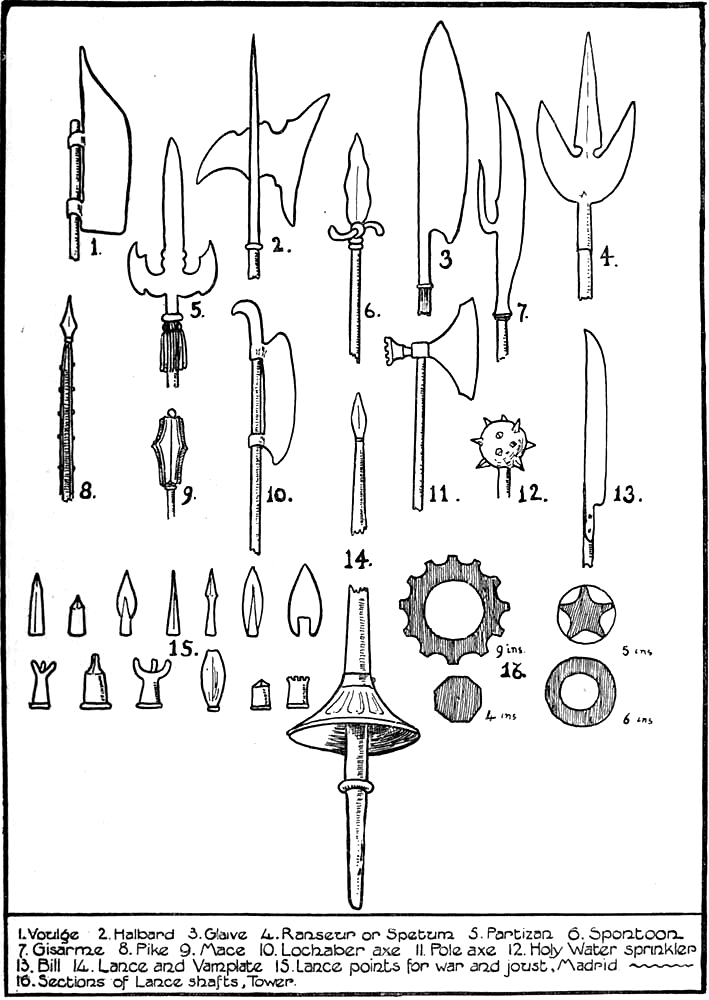 1.
2.
3
4.
5.
6.
7.
8.
9.
10.
11.
12.
13.
14.
15.
9 ins.
16.
5 ins
4 ins
6 ins
1. Voulge 2. Halbard 3. Glaive 4. Ranseur or Spetum 5. Partizan 6. Spontoon
7. Gisarme 8. Pike 9. Mace 10. Lochaber axe 11. Pole axe 12. Holy Water sprinkler
13. Bill 14. Lance and Vamplate 15. Lance points for war and joust, Madrid
16. Sections of Lance shafts, Tower.